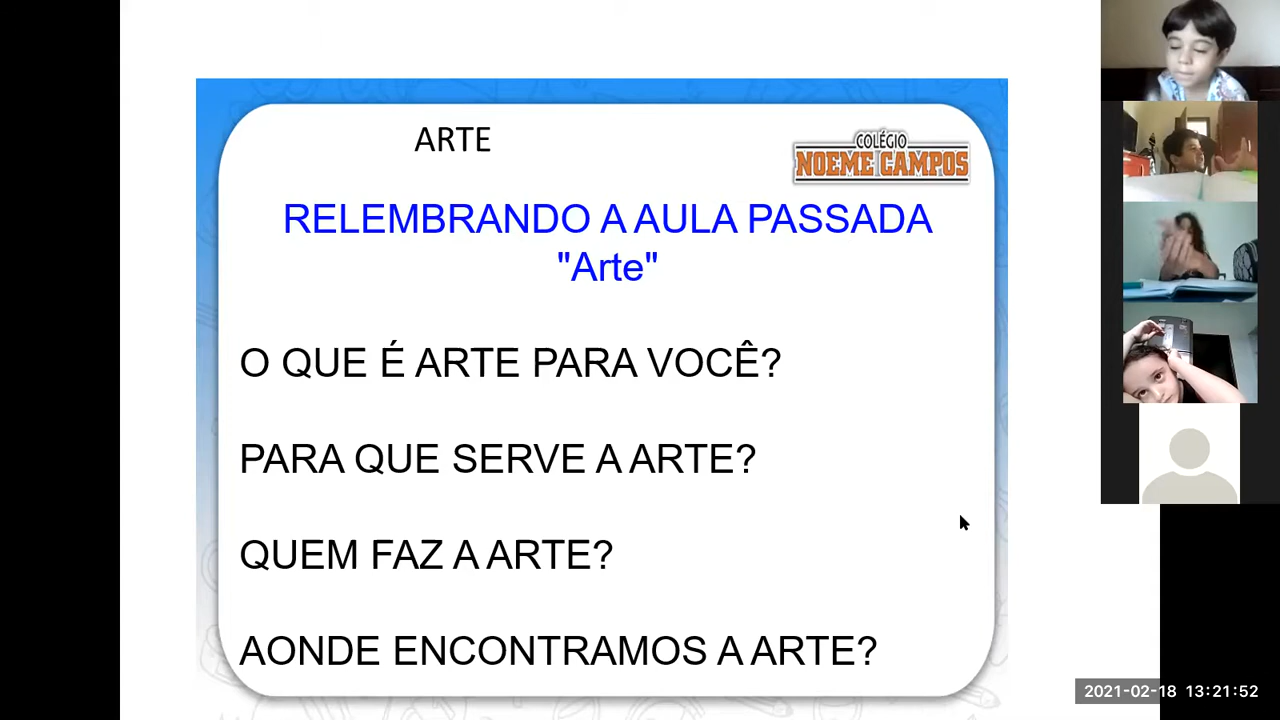 ARTE
COLÉGIO
NOEME CAMPOS
RELEMBRANDO A AULA PASSADA
"Arte"
O QUE É ARTE PARA VOCÊ?
PARA QUE SERVE A ARTE?
QUEM FAZ A ARTE?
AONDE ENCONTRAMOS A ARTE?
2021-02-18 13:21:52